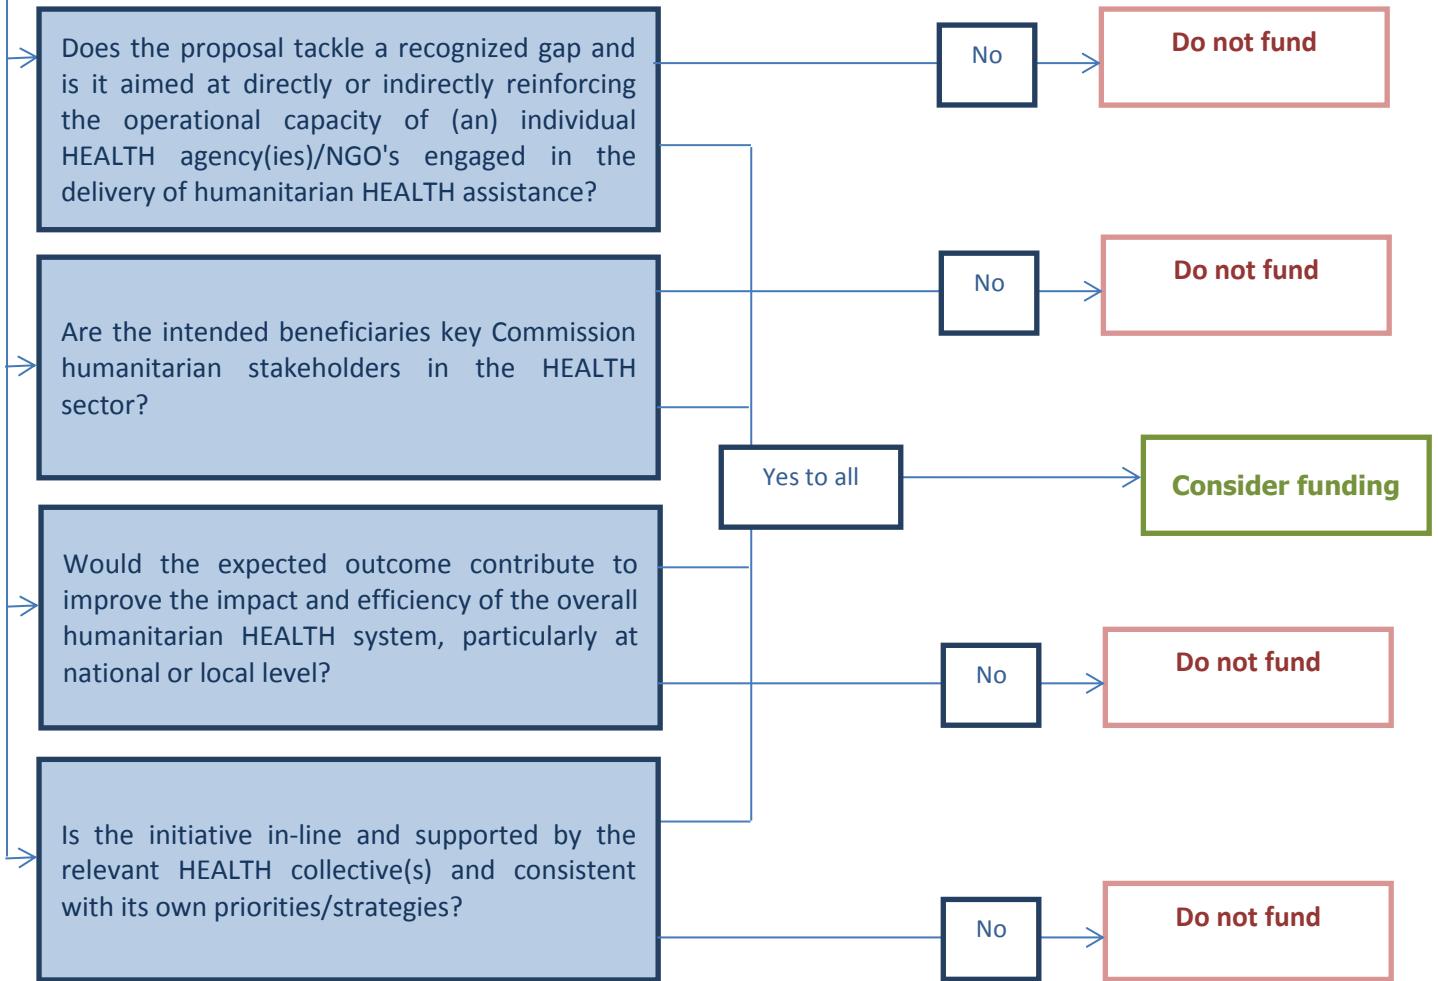 Does the proposal tackle a recognized gap and
is it aimed at directly or indirectly reinforcing
the operational capacity of (an) individual
HEALTH agency(ies)/NGO's engaged in the
delivery of humanitarian HEALTH assistance?
No
Do not fund
Are the intended beneficiaries key Commission
humanitarian stakeholders in the HEALTH
sector?
No
Do not fund
Yes to all
Consider funding
Would the expected outcome contribute to
improve the impact and efficiency of the overall
humanitarian HEALTH system, particularly at
national or local level?
No
Do not fund
Is the initiative in-line and supported by the
relevant HEALTH collective(s) and consistent
with its own priorities/strategies?
No
Do not fund